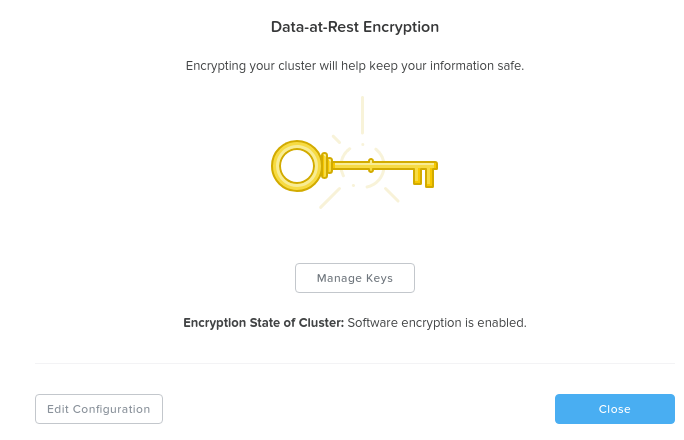 Data-at-Rest Encryption
Encrypting your cluster will help keep your information safe.
Manage Keys
Encryption State of Cluster: Software encryption is enabled.
Edit Configuration
Close